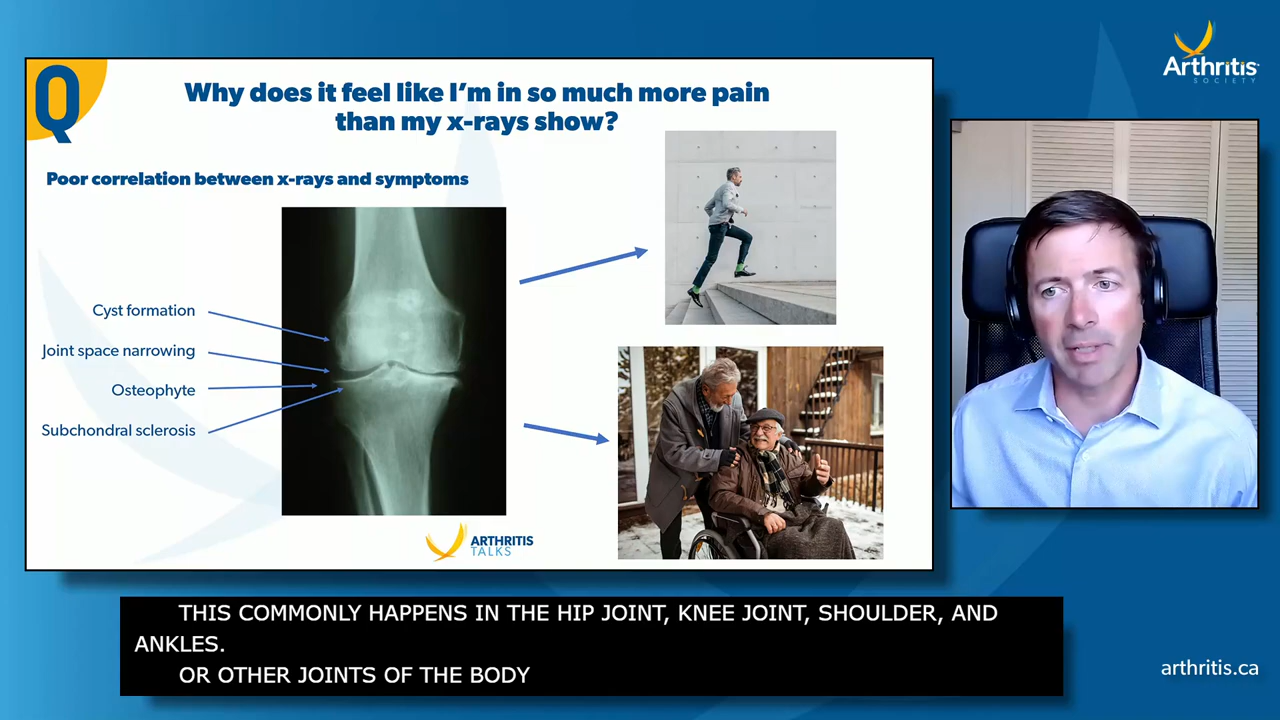 Q
Why does it feel like I'm in so much more pain
than my x-rays show?
Poor correlation between x-rays and symptoms
Cyst formation
Joint space narrowing
Osteophyte
Subchondral sclerosis
ARTHRITIS
TALKS
Arthritis
SOCIETY
THIS COMMONLY HAPPENS IN THE HIP JOINT, KNEE JOINT, SHOULDER, AND
ANKLES.
OR OTHER JOINTS OF THE BODY
arthritis.ca